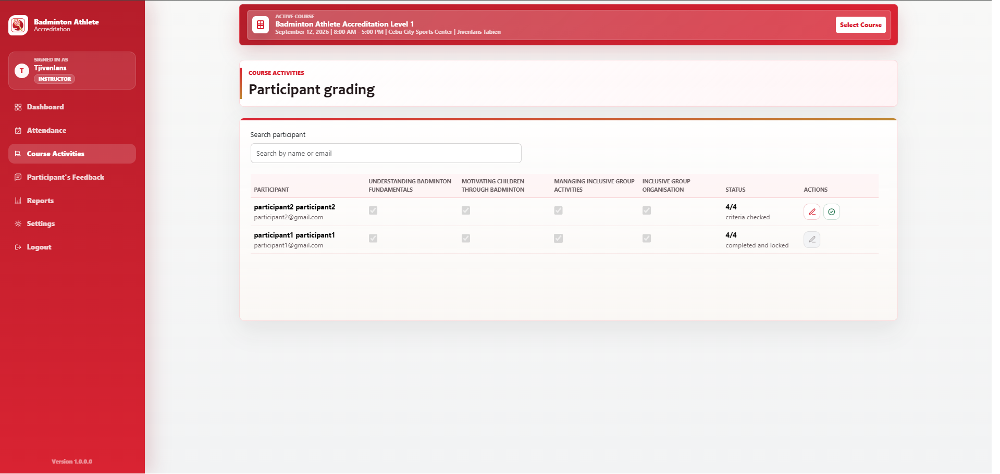 Badminton Athlete
Accreditation
SIGNED IN AS
T
Tjivenlans
INSTRUCTOR
Dashboard
Attendance
Course Activities
Participant's Feedback
Reports
Settings
Logout
Version 1.0.0.0
ACTIVE COURSE
Badminton Athlete Accreditation Level 1
September 12, 2026 | 8:00 AM - 5:00 PM | Cebu City Sports Center | Jivenlans Tabien
Select Course
COURSE ACTIVITIES
Participant grading
Search participant
Search by name or email
PARTICIPANT
UNDERSTANDING BADMINTON
FUNDAMENTALS
MOTIVATING CHILDREN
THROUGH BADMINTON
MANAGING INCLUSIVE GROUP
ACTIVITIES
INCLUSIVE GROUP
ORGANISATION
STATUS
ACTIONS
participant2 participant2
participant2@gmail.com
4/4
criteria checked
participant1 participant1
participant1@gmail.com
4/4
completed and locked